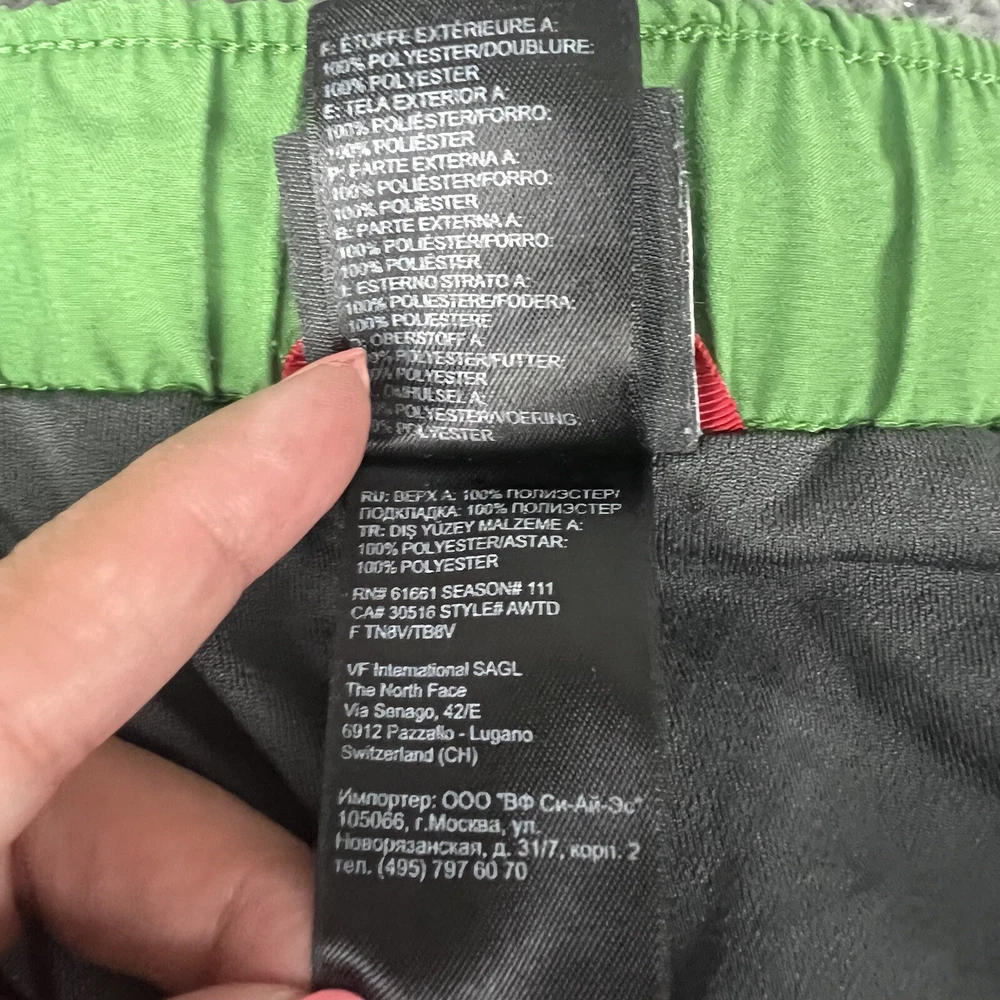 F: ÉTOFFE EXTÉRIEURE A:
100% POLYESTER/DOUBLURE:
100% POLYESTER
E: TELA EXTERIOR A:
100% POLIÉSTER/FORRO:
100% POLIÉSTER
P: PARTE EXTERNA A:
100% POLIÉSTER/FORRO:
100% POLIÉSTER
B: PARTE EXTERNA A:
100% POLIÉSTER/FORRO:
100% POLIÉSTER
I: ESTERNO STRATO A:
100% POLIESTERE/FODERA:
100% POLIESTERE
OBERSTOFF A:
POLYESTER/FUTTER:
POLYESTER
OMHULSEL A:
POLYESTER/VOERING:
POLYESTER
RU: ВЕРХ А: 100% ПОЛИЭСТЕР/
ПОДКЛАДКА: 100% ПОЛИЭСТЕР
TR: DIŞ YÜZEY MALZEME A:
100% POLYESTER/ASTAR:
100% POLYESTER
RN# 61661 SEASON# 111
CA# 30516 STYLE# AWTD
F TN8V/TB8V
VF International SAGL
The North Face
Via Senago, 42/E
6912 Pazzallo - Lugano
Switzerland (CH)
Импортер: ООО "ВФ Си-Ай-Эс"
105066, г.Москва, ул.
Новорязанская, д. 31/7, корп. 2
тел. (495) 797 60 70